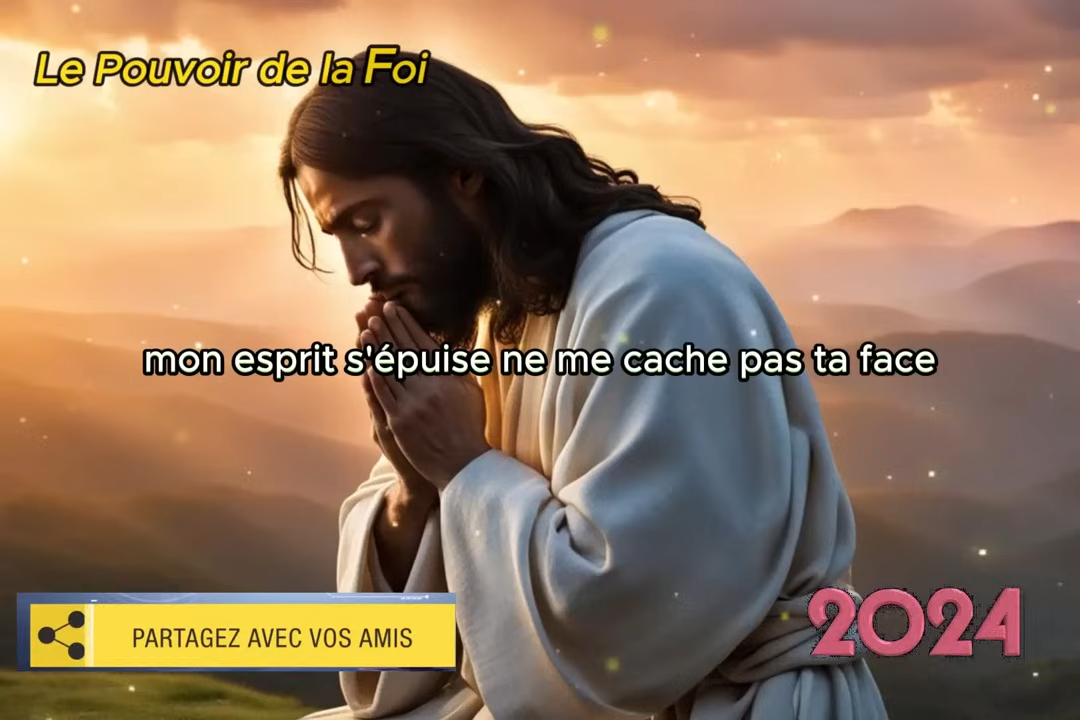 Le Pouvoir de la Foi
mon esprit s'épuise ne me cache pas ta face
PARTAGEZ AVEC VOS AMIS
2024